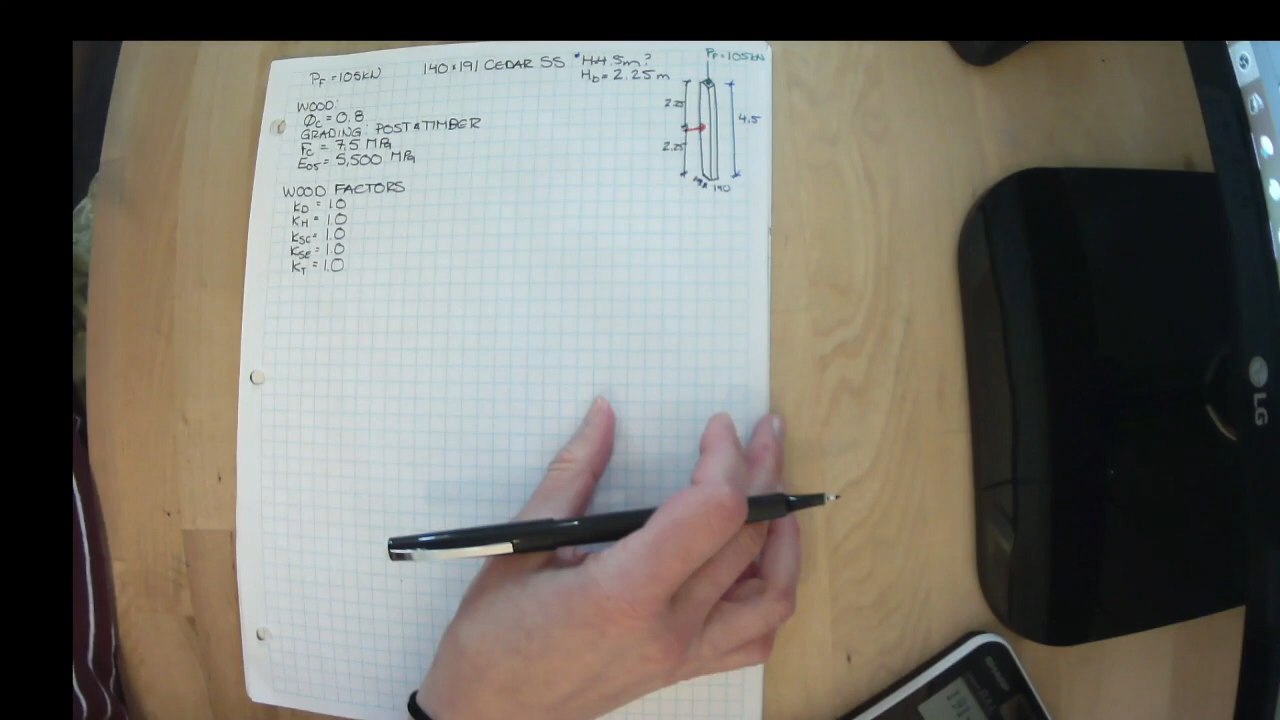 PF = 105kN
140 x 191 CEDAR SS
*H=4.5m?
Hb = 2.25m
WOOD:
Φc = 0.8
GRADING: POST & TIMBER
Fc = 7.5 MPa
E05 = 5,500 MPa
WOOD FACTORS
KD = 1.0
KH = 1.0
KSC = 1.0
KSE = 1.0
KT = 1.0
PF = 105kN
2.25
4.5
2.25
140
LG